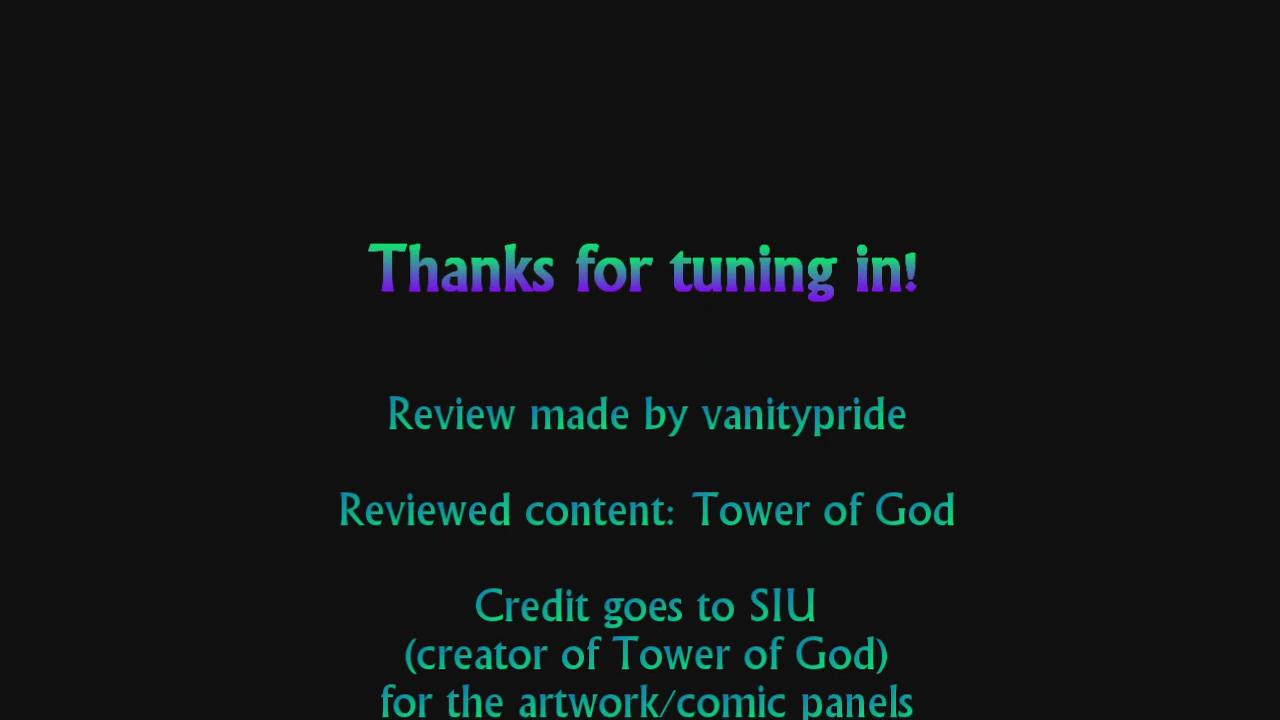 Thanks for tuning in!
Review made by vanitypride
Reviewed content: Tower of God
Credit goes to SIU
(creator of Tower of God)
for the artwork/comic panels